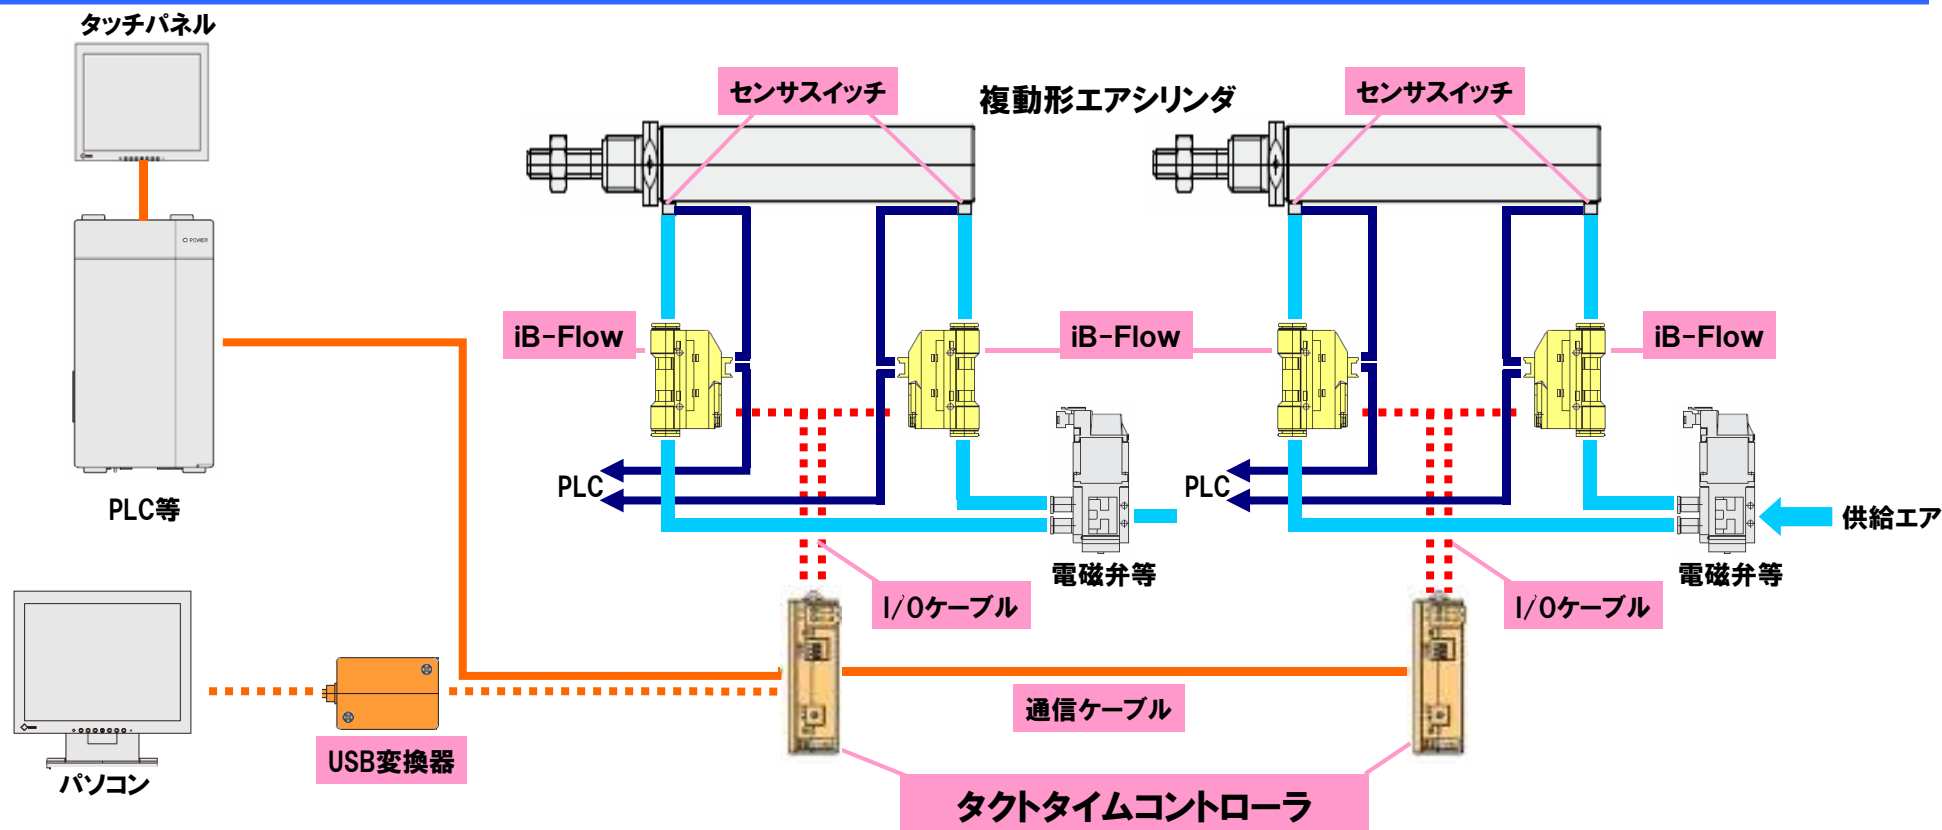 タッチパネル
センサスイッチ
複動形エアシリンダ
センサスイッチ
POWER
iB-Flow
iB-Flow
iB-Flow
PLC
PLC
PLC等
供給エア
電磁弁等
電磁弁等
I/Oケーブル
I/Oケーブル
通信ケーブル
USB変換器
パソコン
タクトタイムコントローラ